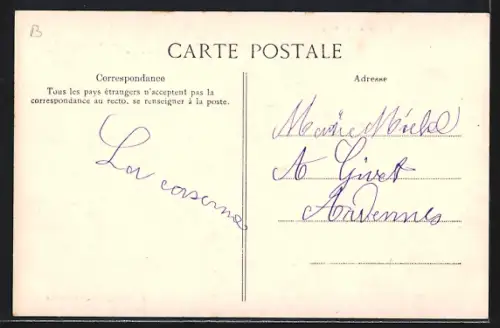 B
CARTE POSTALE
Correspondance
Tous les pays étrangers n'acceptent pas la
correspondance au recto, se renseigner à la poste.
La caserne
Adresse
Marie Michel
A Givet
Ardennes